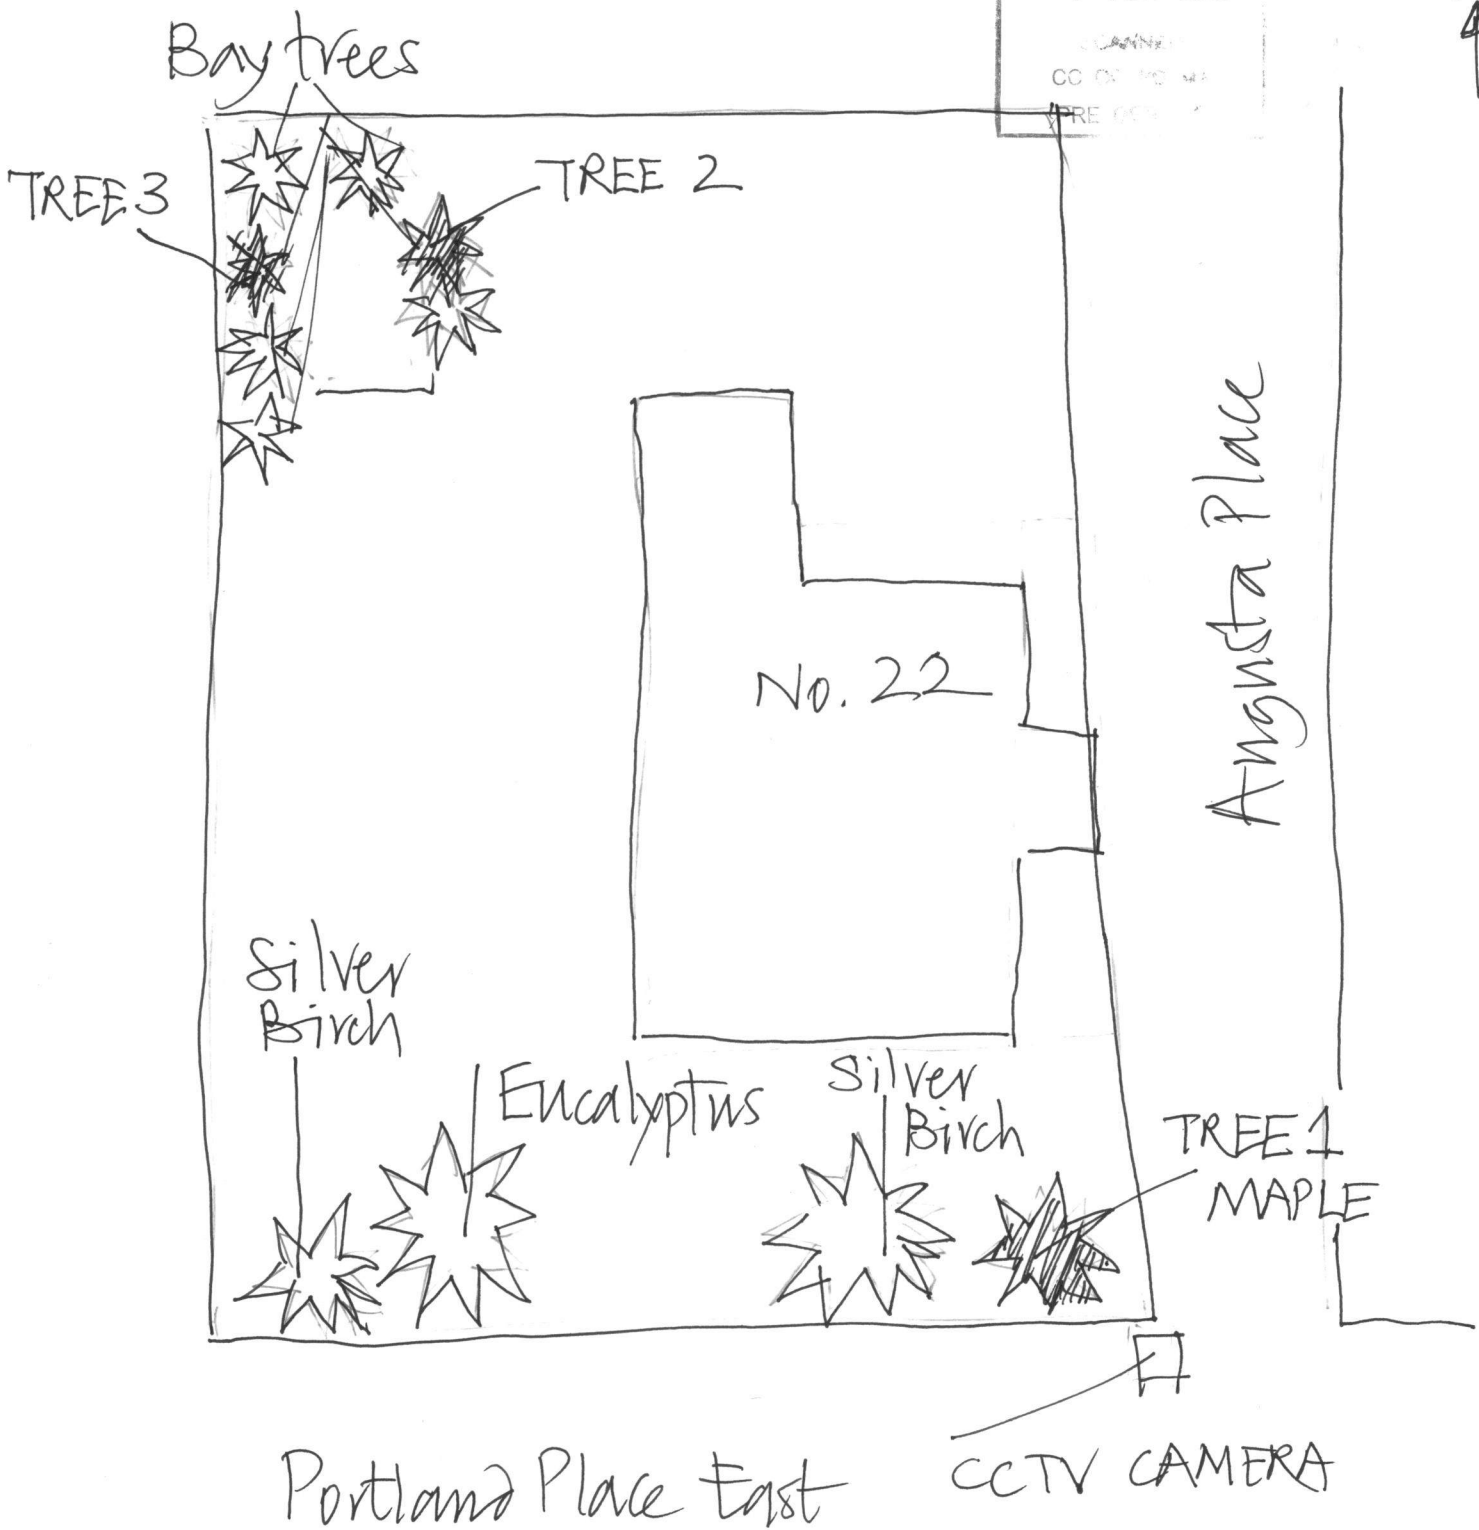 Bay trees
TREE 3
TREE 2
Augusta Place
No. 22
Silver
Birch
Eucalyptus
Silver
Birch
TREE 1
MAPLE
CCTV CAMERA
Portland Place East